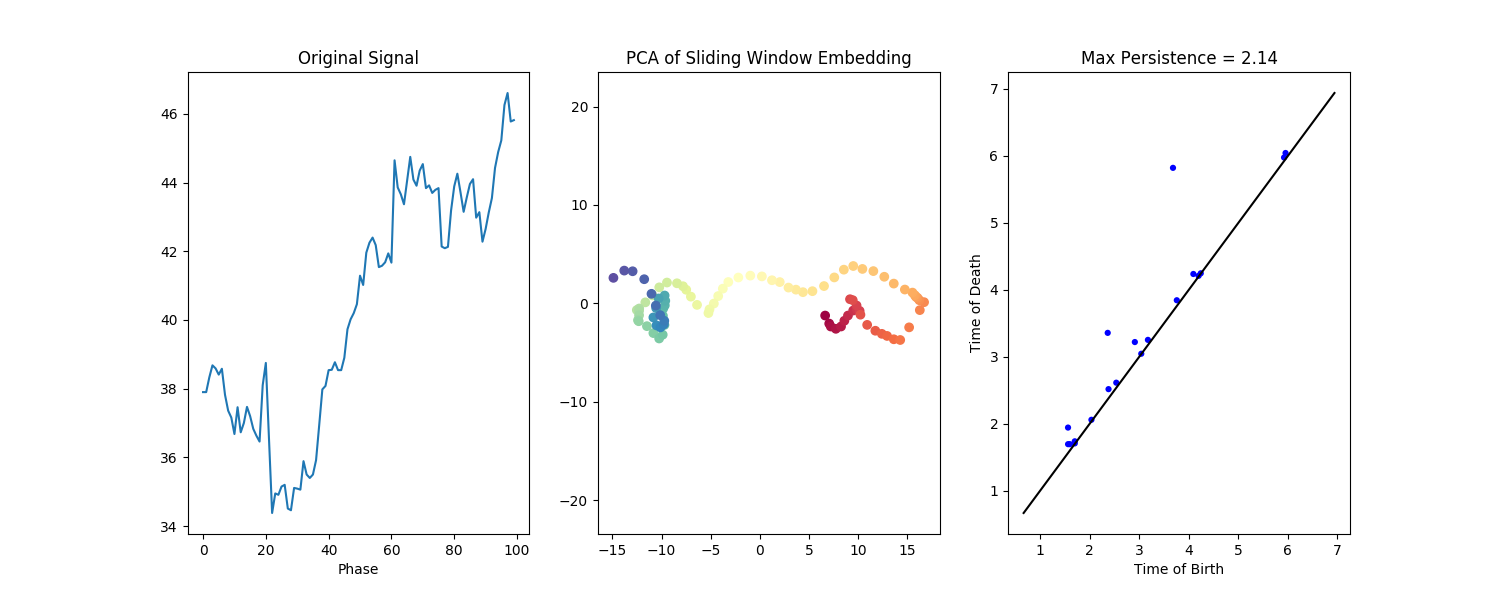 Original Signal
46
44
42
40
38
36
34
0 20 40 60 80 100
Phase
PCA of Sliding Window Embedding
20
10
0
−10
−20
−15 −10 −5 0 5 10 15
Max Persistence = 2.14
Time of Death
7
6
5
4
3
2
1
1 2 3 4 5 6 7
Time of Birth